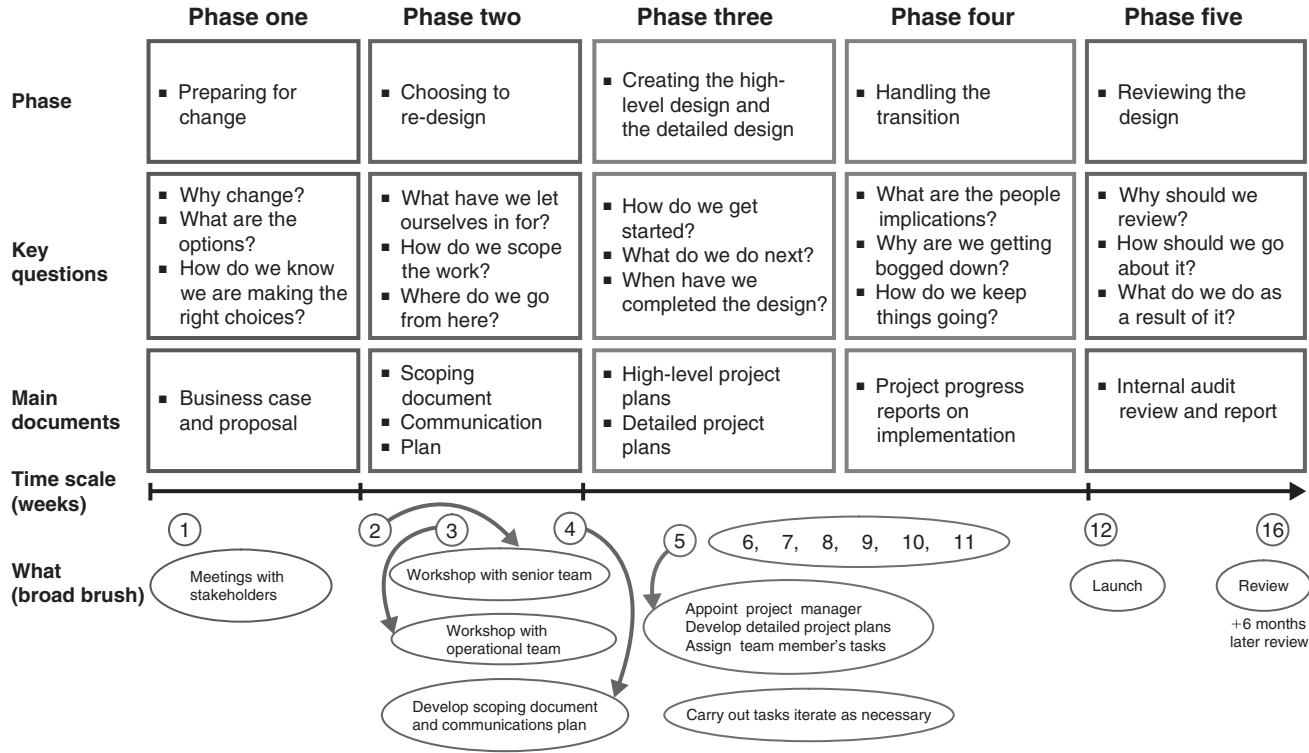 Phase one
Phase two
Phase three
Phase four
Phase five
Phase
▪ Preparing for
change
▪ Choosing to
re-design
▪ Creating the high-
level design and
the detailed design
▪ Handling the
transition
▪ Reviewing the
design
Key
questions
▪ Why change?
▪ What are the
options?
▪ How do we know
we are making the
right choices?
▪ What have we let
ourselves in for?
▪ How do we scope
the work?
▪ Where do we go
from here?
▪ How do we get
started?
▪ What do we do next?
▪ When have we
completed the design?
▪ What are the people
implications?
▪ Why are we getting
bogged down?
▪ How do we keep
things going?
▪ Why should we
review?
▪ How should we go
about it?
▪ What do we do as
a result of it?
Main
documents
▪ Business case
and proposal
▪ Scoping
document
▪ Communication
▪ Plan
▪ High-level project
plans
▪ Detailed project
plans
▪ Project progress
reports on
implementation
▪ Internal audit
review and report
Time scale
(weeks)
1
2
3
4
5
6, 7, 8, 9, 10, 11
12
16
What
(broad brush)
Meetings with
stakeholders
Workshop with senior team
Workshop with
operational team
Develop scoping document
and communications plan
Appoint project manager
Develop detailed project plans
Assign team member's tasks
Carry out tasks iterate as necessary
Launch
Review
+6 months
later review